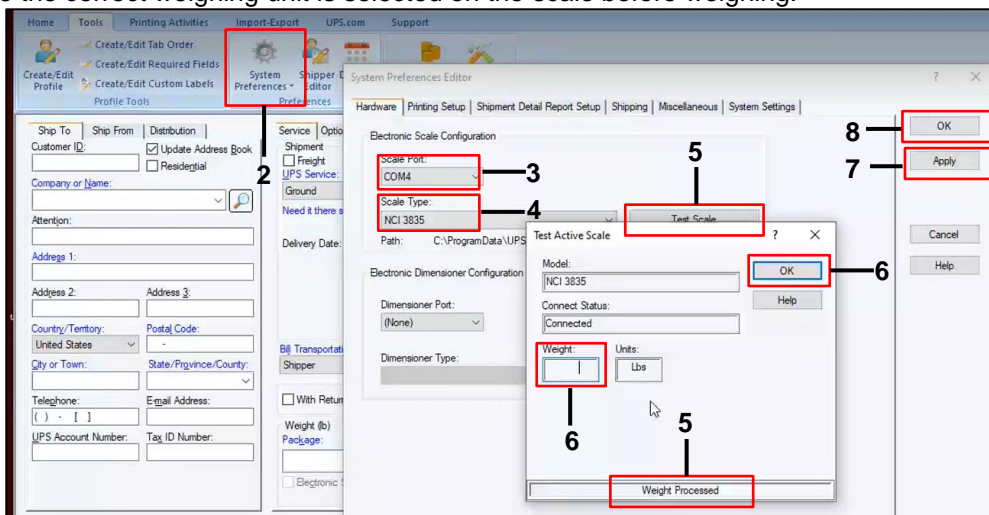 the correct weighing unit is selected on the scale before weighing.
Home Tools Printing Activities Import-Export UPS.com Support
Create/Edit Profile
Create/Edit Tab Order
Create/Edit Required Fields
Create/Edit Custom Labels
Profile Tools
System Preferences
Shipper Editor
Preferences
2
System Preferences Editor ? ×
Hardware Printing Setup Shipment Detail Report Setup Shipping Miscellaneous System Settings
Ship To Ship From Distribution
Customer ID:
Update Address Book
Residential
Company or Name:
Attention:
Address 1:
Address 2: Address 3:
Country/Territory: Postal Code:
United States -
City or Town: State/Province/County:
Telephone: E-mail Address:
( ) - [ ]
UPS Account Number: Tax ID Number:
Service
Shipment
Freight
UPS Service:
Ground
Need it there
Delivery Date:
Shipper
With
Weight (lb)
Package:
Electronic Scale Configuration
Scale Port:
COM4
3
Scale Type:
NCI 3835
4
5
Test Scale
Path: C:\ProgramData\UPS
Electronic Dimensioner Configuration
Dimensioner Port:
(None)
Dimensioner Type:
Test Active Scale ? ×
Model:
NCI 3835
OK
6
Connect Status:
Help
Connected
Weight: Units:
Lbs
6
5
Weight Processed
8
OK
7
Apply
Cancel
Help